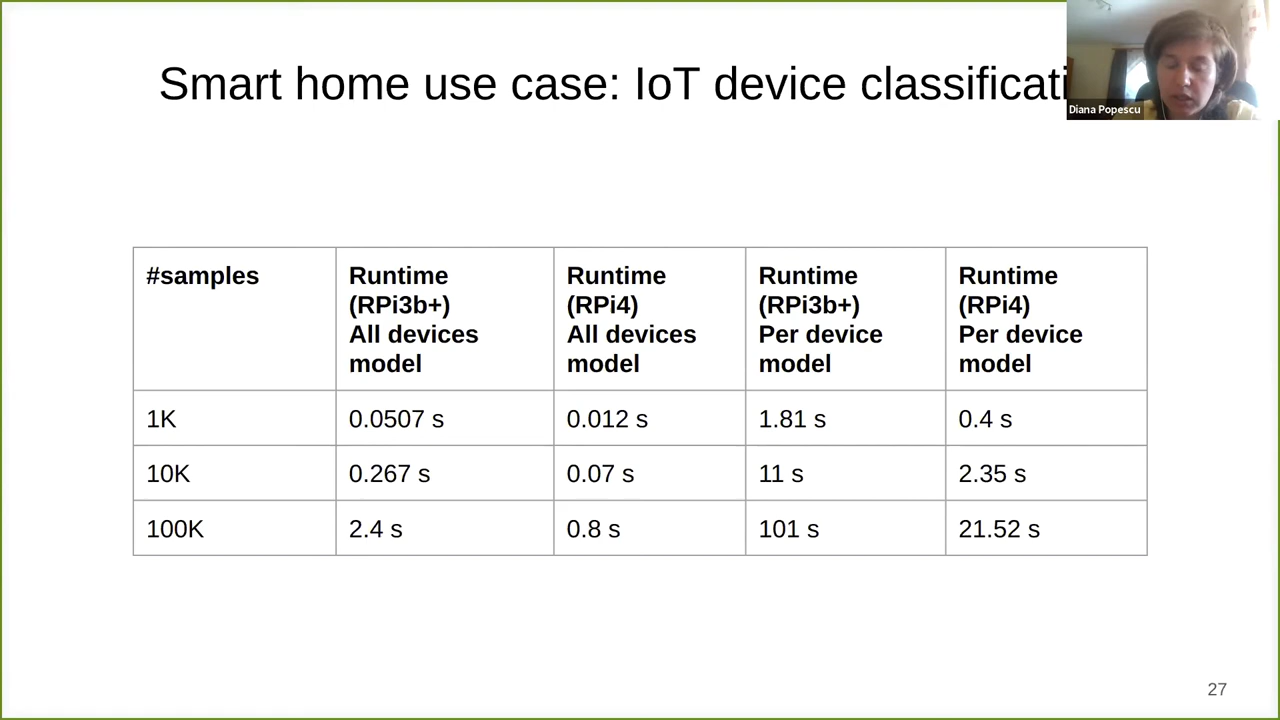 Smart home use case: IoT device classificati
Diana Popescu
#samples
Runtime
(RPi3b+)
All devices
model
Runtime
(RPi4)
All devices
model
Runtime
(RPi3b+)
Per device
model
Runtime
(RPi4)
Per device
model
1K
0.0507 s
0.012 s
1.81 s
0.4 s
10K
0.267 s
0.07 s
11 s
2.35 s
100K
2.4 s
0.8 s
101 s
21.52 s
27